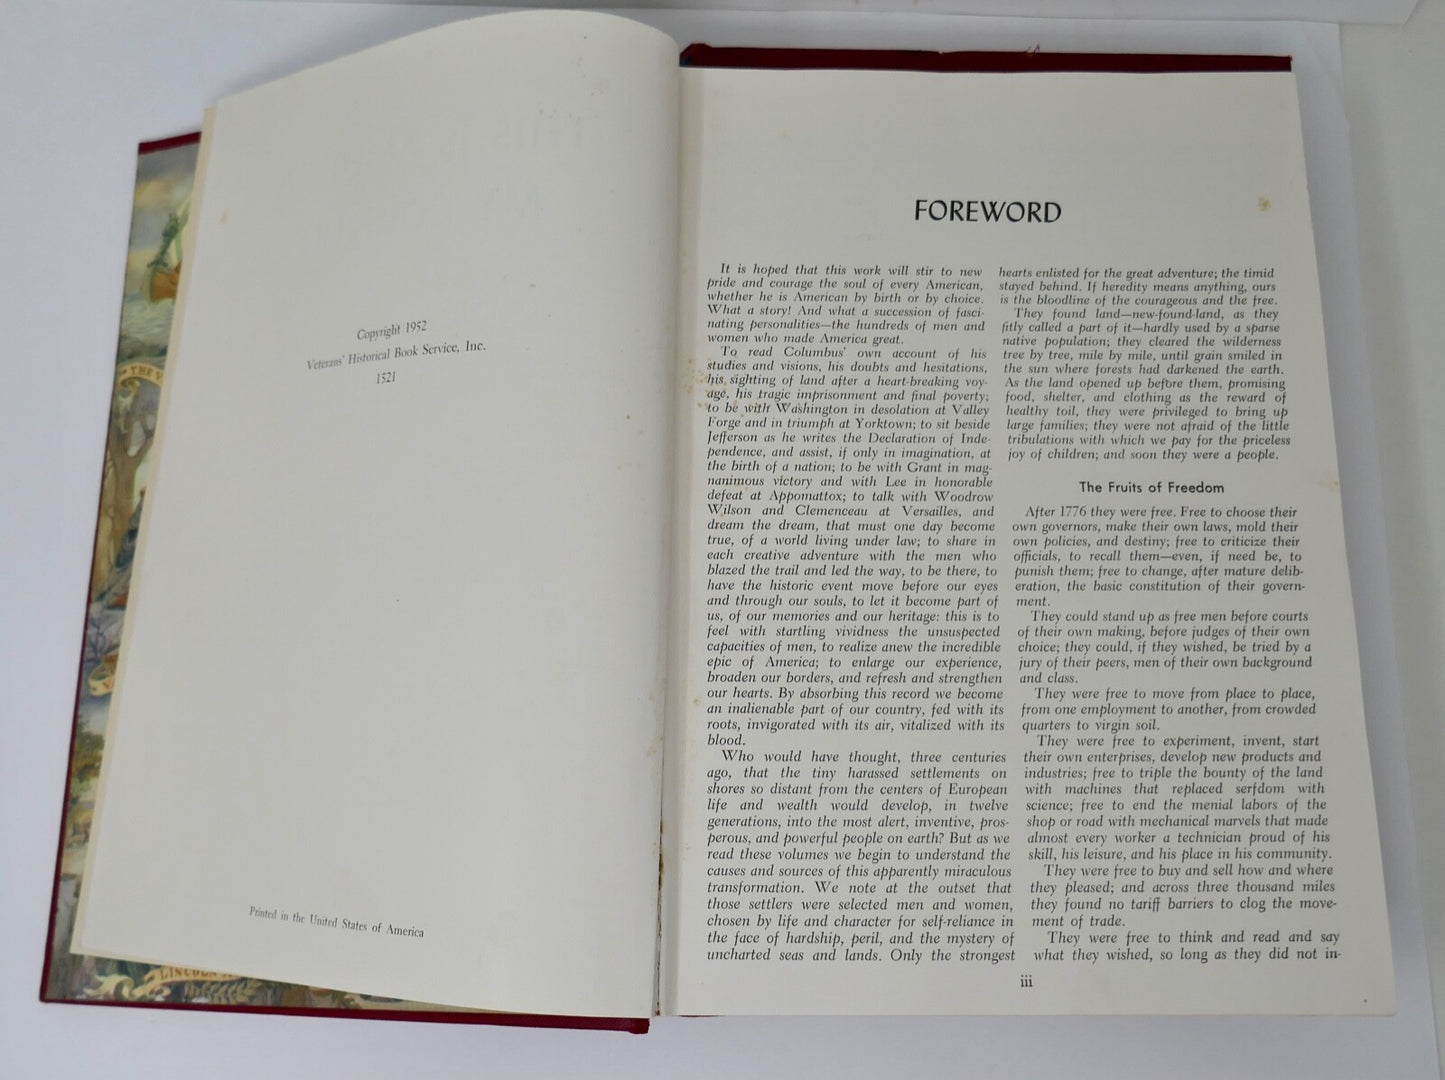 Copyright 1952
Veterans' Historical Book Service, Inc.
1521
Printed in the United States of America
FOREWORD
It is hoped that this work will stir to new
pride and courage the soul of every American,
whether he is American by birth or by choice.
What a story! And what a succession of fasci-
nating personalities—the hundreds of men and
women who made America great.
To read Columbus' own account of his
studies and visions, his doubts and hesitations,
his sighting of land after a heart-breaking voy-
age, his tragic imprisonment and final poverty;
to be with Washington in desolation at Valley
Forge and in triumph at Yorktown; to sit beside
Jefferson as he writes the Declaration of Inde-
pendence, and assist, if only in imagination, at
the birth of a nation; to be with Grant in mag-
nanimous victory and with Lee in honorable
defeat at Appomattox; to talk with Woodrow
Wilson and Clemenceau at Versailles, and
dream the dream, that must one day become
true, of a world living under law; to share in
each creative adventure with the men who
blazed the trail and led the way, to be there, to
have the historic event move before our eyes
and through our souls, to let it become part of
us, of our memories and our heritage: this is to
feel with startling vividness the unsuspected
capacities of men, to realize anew the incredible
epic of America; to enlarge our experience,
broaden our borders, and refresh and strengthen
our hearts. By absorbing this record we become
an inalienable part of our country, fed with its
roots, invigorated with its air, vitalized with its
blood.
Who would have thought, three centuries
ago, that the tiny harassed settlements on
shores so distant from the centers of European
life and wealth would develop, in twelve
generations, into the most alert, inventive, pros-
perous, and powerful people on earth? But as we
read these volumes we begin to understand the
causes and sources of this apparently miraculous
transformation. We note at the outset that
those settlers were selected men and women,
chosen by life and character for self-reliance in
the face of hardship, peril, and the mystery of
uncharted seas and lands. Only the strongest
hearts enlisted for the great adventure; the timid
stayed behind. If heredity means anything, ours
is the bloodline of the courageous and the free.
They found land—new-found-land, as they
fitly called a part of it—hardly used by a sparse
native population; they cleared the wilderness
tree by tree, mile by mile, until grain smiled in
the sun where forests had darkened the earth.
As the land opened up before them, promising
food, shelter, and clothing as the reward of
healthy toil, they were privileged to bring up
large families; they were not afraid of the little
tribulations with which we pay for the priceless
joy of children; and soon they were a people.
The Fruits of Freedom
After 1776 they were free. Free to choose their
own governors, make their own laws, mold their
own policies, and destiny; free to criticize their
officials, to recall them—even, if need be, to
punish them; free to change, after mature delib-
eration, the basic constitution of their govern-
ment.
They could stand up as free men before courts
of their own making, before judges of their own
choice; they could, if they wished, be tried by a
jury of their peers, men of their own background
and class.
They were free to move from place to place,
from one employment to another, from crowded
quarters to virgin soil.
They were free to experiment, invent, start
their own enterprises, develop new products and
industries; free to triple the bounty of the land
with machines that replaced serfdom with
science; free to end the menial labors of the
shop or road with mechanical marvels that made
almost every worker a technician proud of his
skill, his leisure, and his place in his community.
They were free to buy and sell how and where
they pleased; and across three thousand miles
they found no tariff barriers to clog the move-
ment of trade.
They were free to think and read and say
what they wished, so long as they did not in-
iii